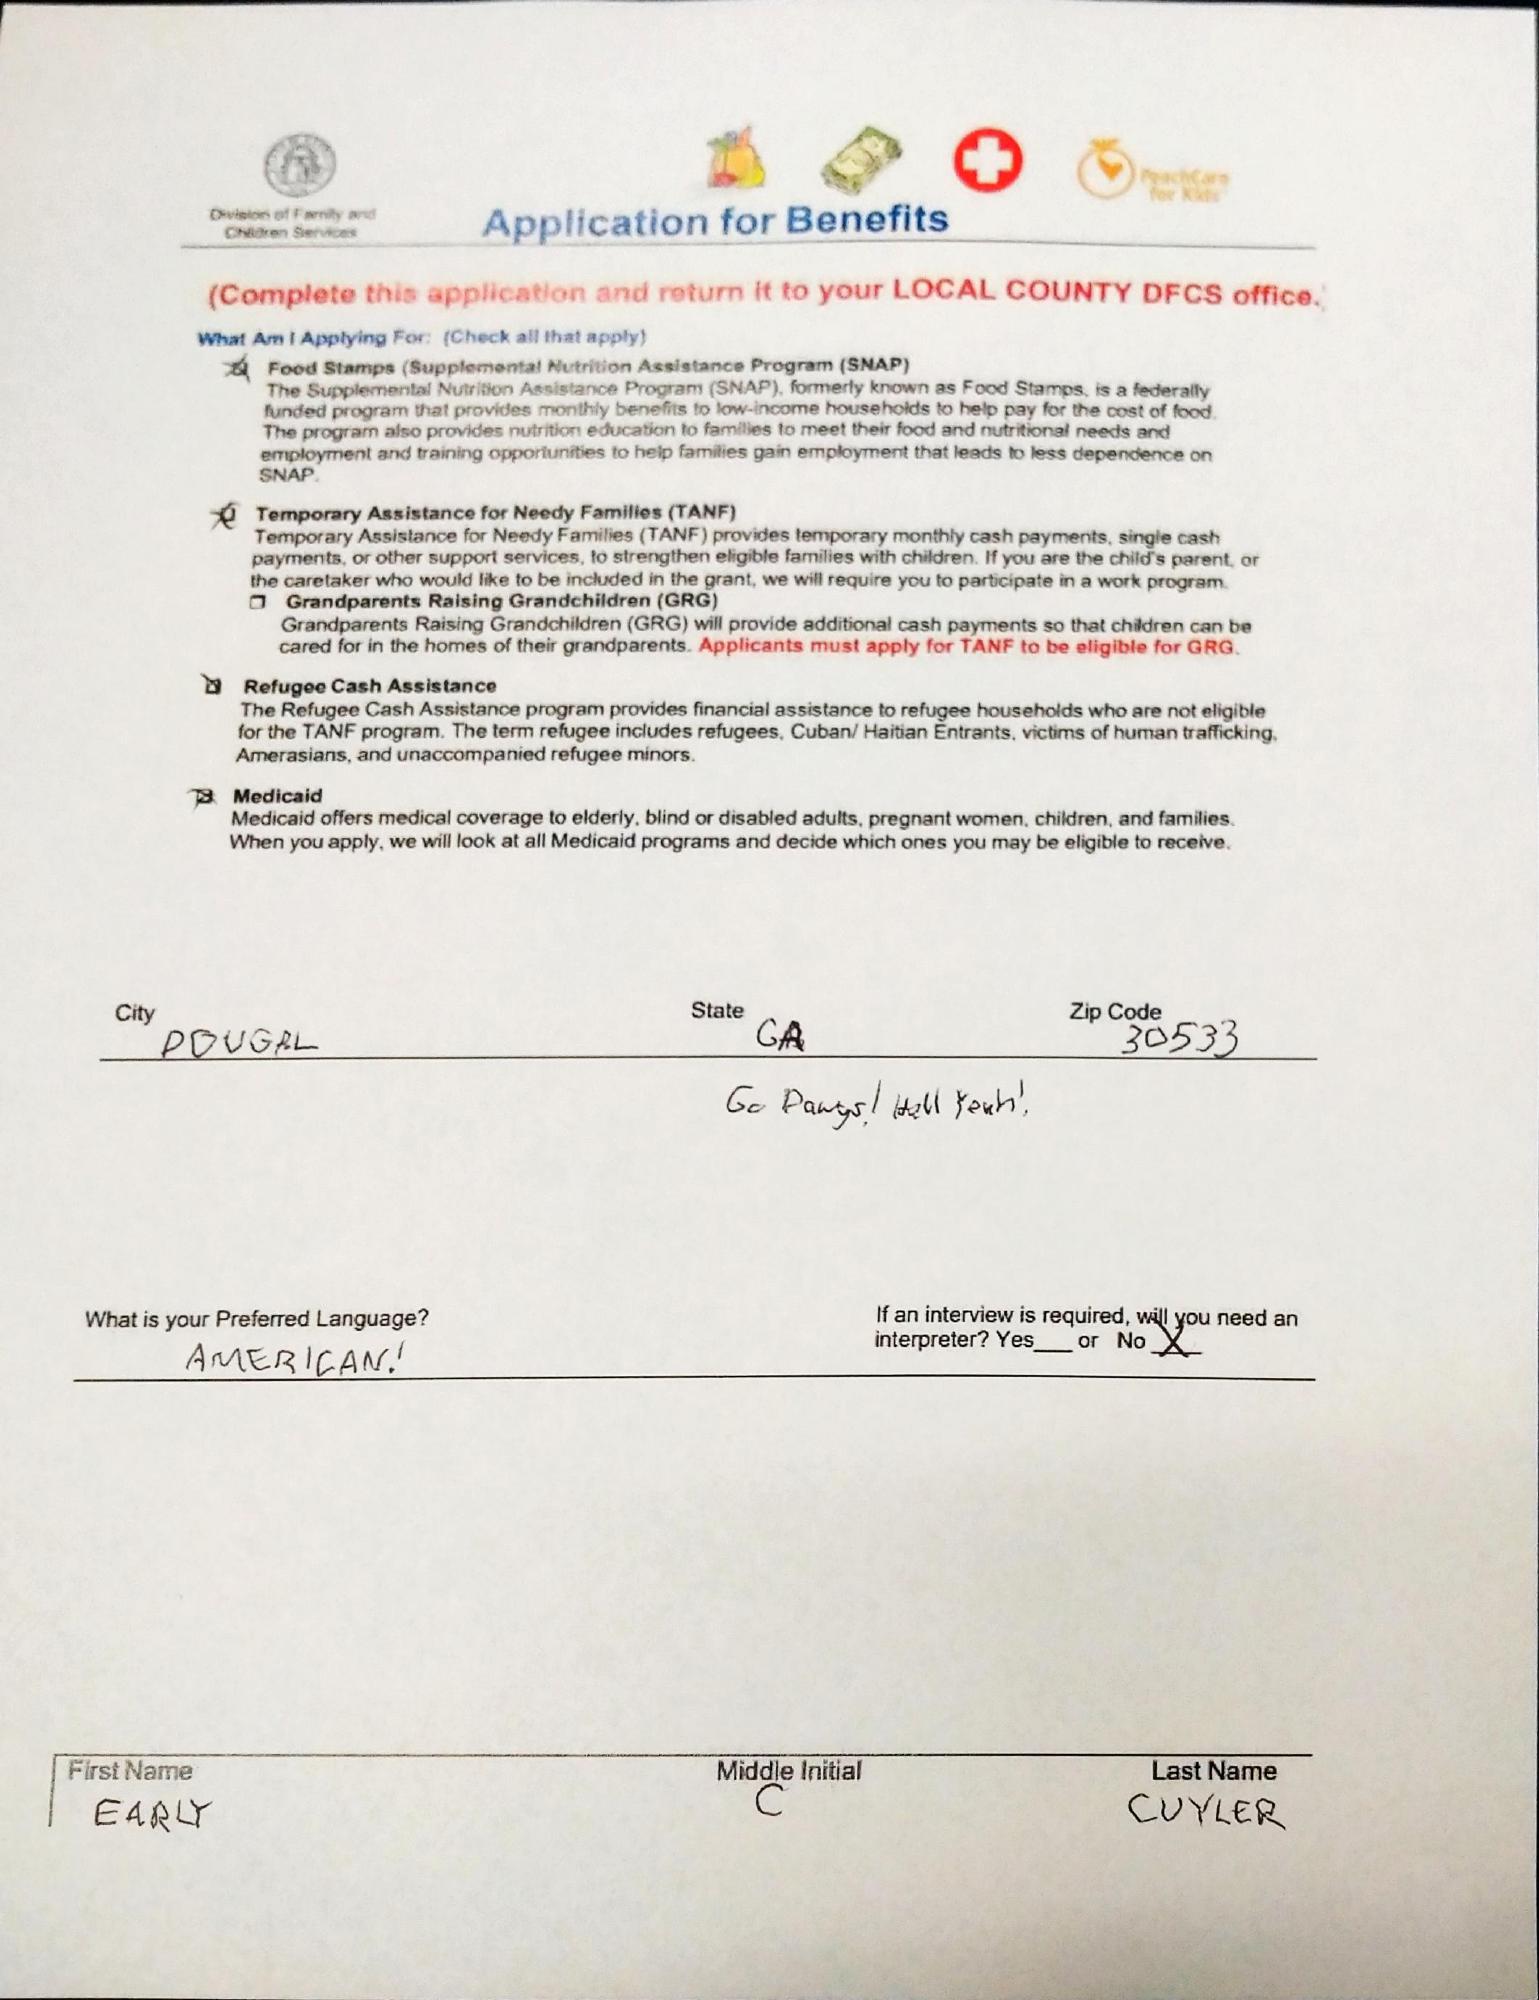 Division of Family and
Children Services
PeachCare
for Kids
Application for Benefits
(Complete this application and return it to your LOCAL COUNTY DFCS office.)
What Am I Applying For: (Check all that apply)
Food Stamps (Supplemental Nutrition Assistance Program (SNAP)
The Supplemental Nutrition Assistance Program (SNAP), formerly known as Food Stamps, is a federally
funded program that provides monthly benefits to low-income households to help pay for the cost of food.
The program also provides nutrition education to families to meet their food and nutritional needs and
employment and training opportunities to help families gain employment that leads to less dependence on
SNAP.
Temporary Assistance for Needy Families (TANF)
Temporary Assistance for Needy Families (TANF) provides temporary monthly cash payments, single cash
payments, or other support services, to strengthen eligible families with children. If you are the child's parent, or
the caretaker who would like to be included in the grant, we will require you to participate in a work program.
Grandparents Raising Grandchildren (GRG)
Grandparents Raising Grandchildren (GRG) will provide additional cash payments so that children can be
cared for in the homes of their grandparents. Applicants must apply for TANF to be eligible for GRG.
Refugee Cash Assistance
The Refugee Cash Assistance program provides financial assistance to refugee households who are not eligible
for the TANF program. The term refugee includes refugees, Cuban/ Haitian Entrants, victims of human trafficking,
Amerasians, and unaccompanied refugee minors.
Medicaid
Medicaid offers medical coverage to elderly, blind or disabled adults, pregnant women, children, and families.
When you apply, we will look at all Medicaid programs and decide which ones you may be eligible to receive.
City State Zip Code
DOUGAL GA 30533
Go Dawgs! Hell Yeah!
What is your Preferred Language? If an interview is required, will you need an
interpreter? Yes___ or No X
AMERICAN!
First Name Middle Initial Last Name
EARLY C CUYLER